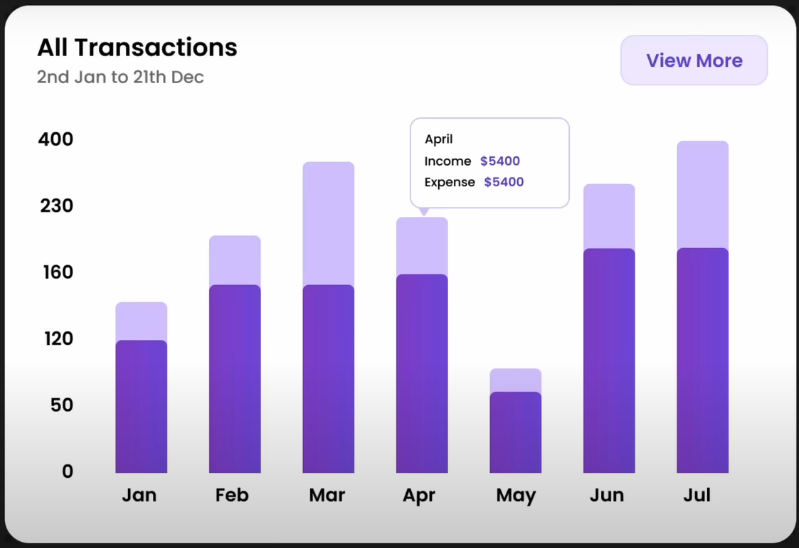 All Transactions
2nd Jan to 21th Dec
View More
April
Income $5400
Expense $5400
400
230
160
120
50
0
Jan Feb Mar Apr May Jun Jul